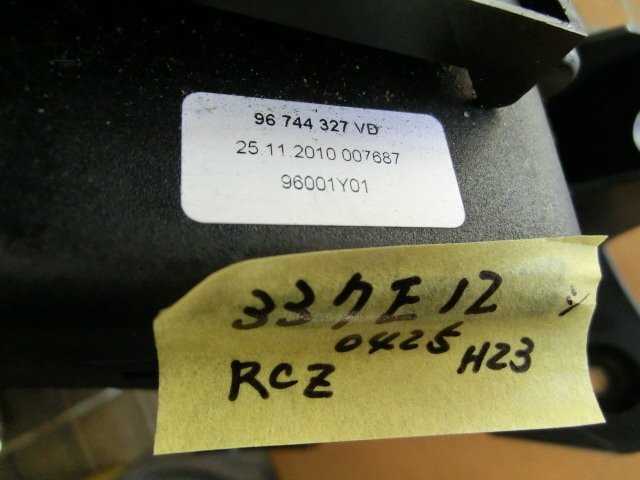 96 744 327 VD
25.11.2010 007687
96001Y01
337E12
0425 H23
RCZ